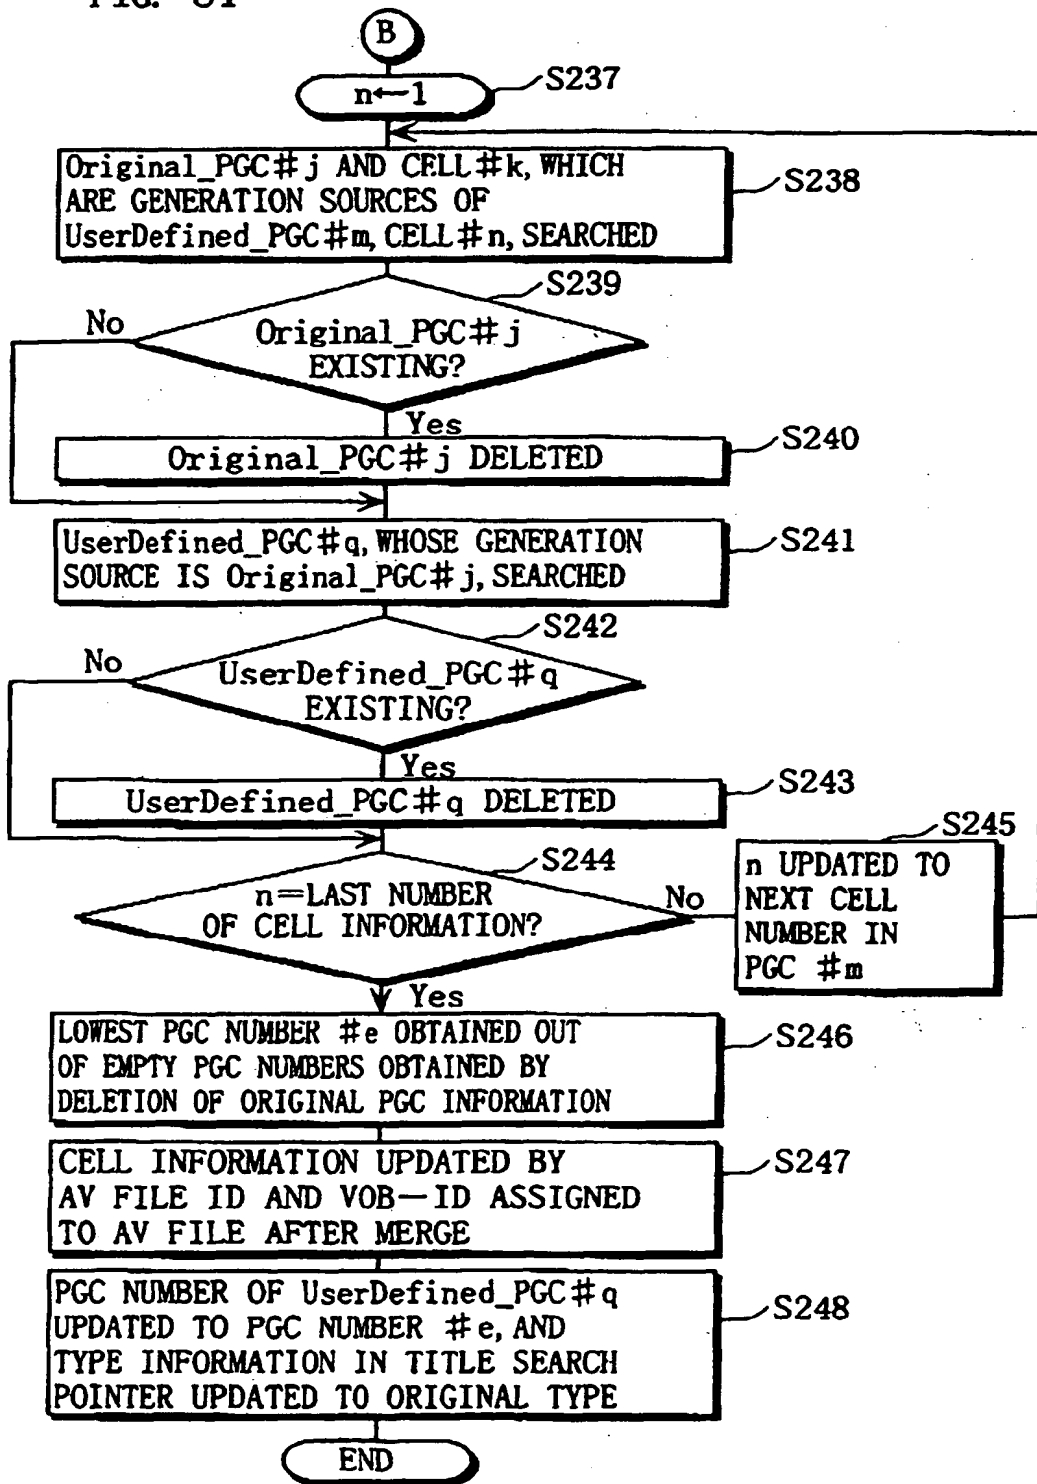 B
n←1
S237
Original_PGC#j AND CELL#k, WHICH
ARE GENERATION SOURCES OF
UserDefined_PGC#m, CELL#n, SEARCHED
S238
S239
No
Original_PGC#j
EXISTING?
Yes
S240
Original_PGC#j DELETED
UserDefined_PGC#q, WHOSE GENERATION
SOURCE IS Original_PGC#j, SEARCHED
S241
S242
No
UserDefined_PGC#q
EXISTING?
Yes
S243
UserDefined_PGC#q DELETED
S244
n=LAST NUMBER
OF CELL INFORMATION?
No
S245
n UPDATED TO
NEXT CELL
NUMBER IN
PGC #m
Yes
LOWEST PGC NUMBER #e OBTAINED OUT
OF EMPTY PGC NUMBERS OBTAINED BY
DELETION OF ORIGINAL PGC INFORMATION
S246
CELL INFORMATION UPDATED BY
AV FILE ID AND VOB-ID ASSIGNED
TO AV FILE AFTER MERGE
S247
PGC NUMBER OF UserDefined_PGC#q
UPDATED TO PGC NUMBER #e, AND
TYPE INFORMATION IN TITLE SEARCH
POINTER UPDATED TO ORIGINAL TYPE
S248
END